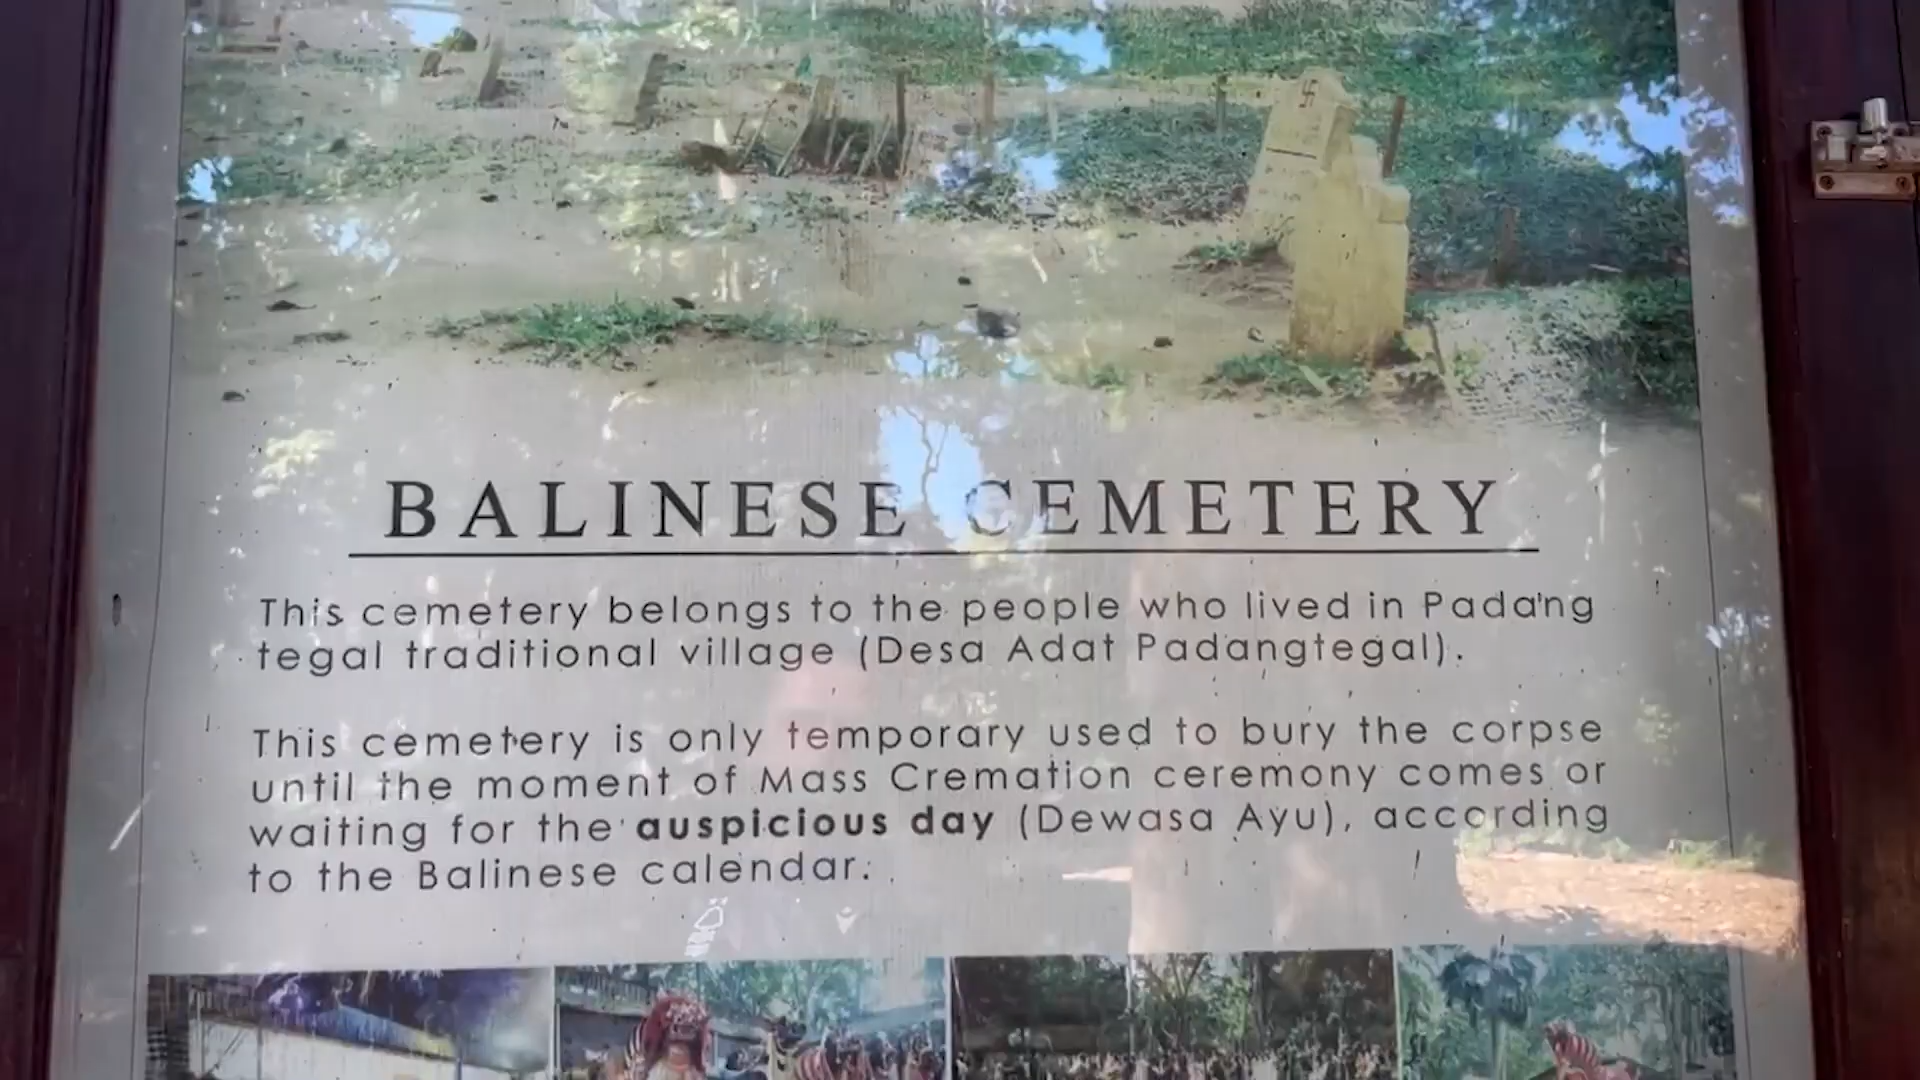 BALINESE CEMETERY
This cemetery belongs to the people who lived in Padang
tegal traditional village (Desa Adat Padangtegal).
This cemetery is only temporary used to bury the corpse
until the moment of Mass Cremation ceremony comes or
waiting for the auspicious day (Dewasa Ayu), according
to the Balinese calendar.